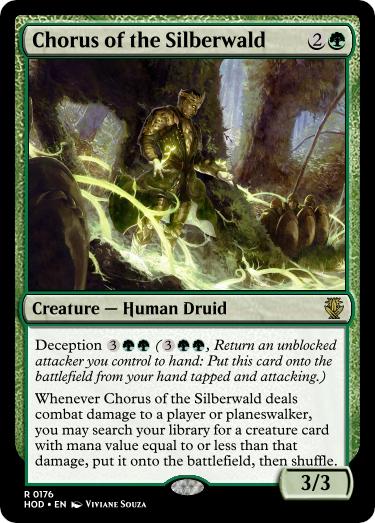 Chorus of the Silberwald 2
Creature — Human Druid
Deception 3 ( 3, Return an unblocked
attacker you control to hand: Put this card onto the
battlefield from your hand tapped and attacking.)
Whenever Chorus of the Silberwald deals
combat damage to a player or planeswalker,
you may search your library for a creature card
with mana value equal to or less than that
damage, put it onto the battlefield, then shuffle.
3/3
R 0176
HOD • EN Viviane Souza